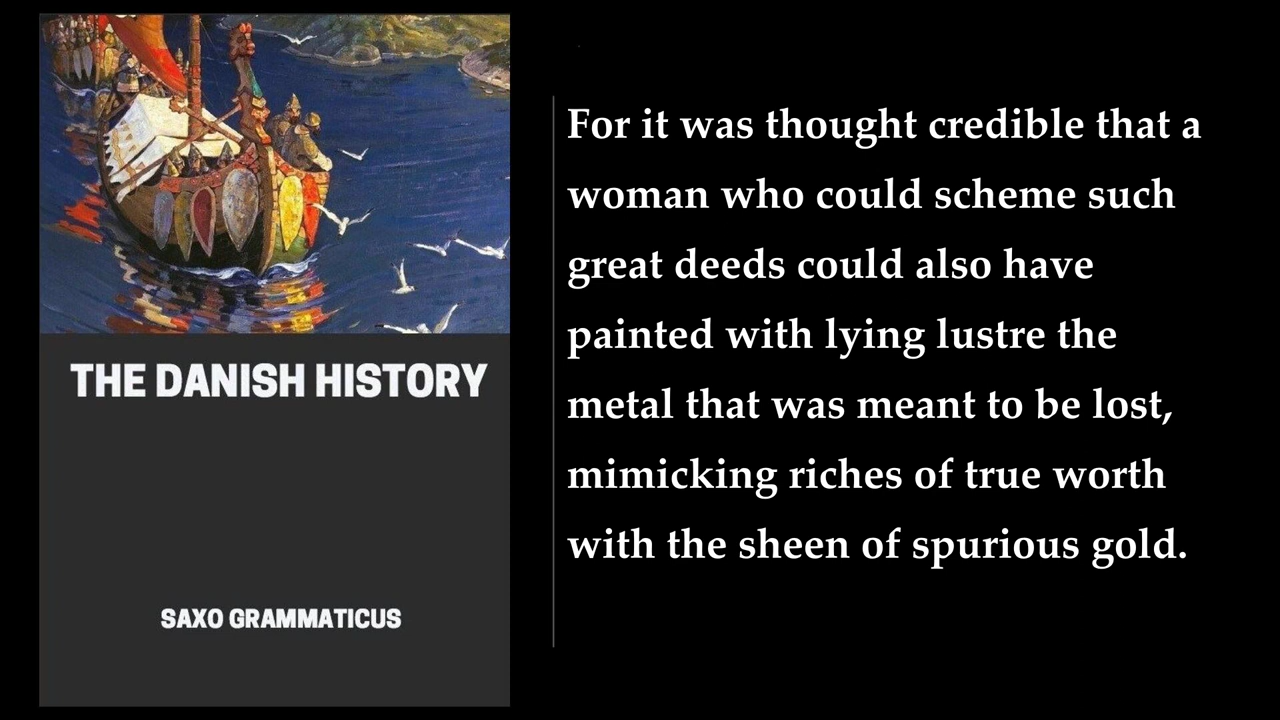 THE DANISH HISTORY
SAXO GRAMMATICUS
For it was thought credible that a
woman who could scheme such
great deeds could also have
painted with lying lustre the
metal that was meant to be lost,
mimicking riches of true worth
with the sheen of spurious gold.